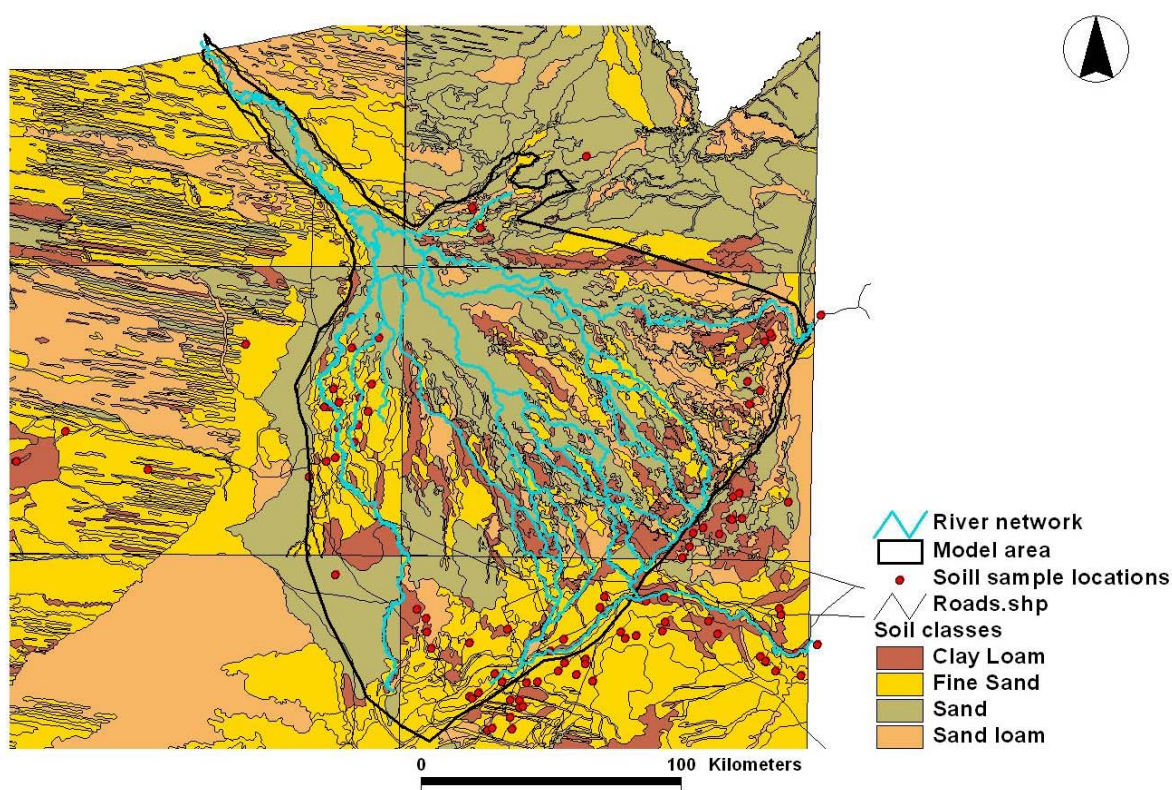 River network
Model area
Soill sample locations
Roads.shp
Soil classes
Clay Loam
Fine Sand
Sand
Sand loam
0 100 Kilometers